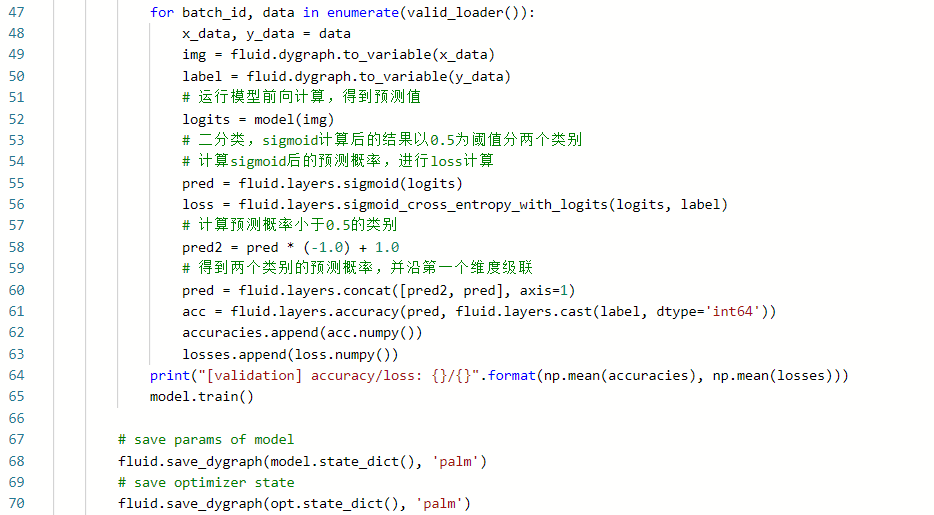 47 for batch_id, data in enumerate(valid_loader()):
48 x_data, y_data = data
49 img = fluid.dygraph.to_variable(x_data)
50 label = fluid.dygraph.to_variable(y_data)
51 # 运行模型前向计算，得到预测值
52 logits = model(img)
53 # 二分类，sigmoid计算后的结果以0.5为阈值分两个类别
54 # 计算sigmoid后的预测概率，进行loss计算
55 pred = fluid.layers.sigmoid(logits)
56 loss = fluid.layers.sigmoid_cross_entropy_with_logits(logits, label)
57 # 计算预测概率小于0.5的类别
58 pred2 = pred * (-1.0) + 1.0
59 # 得到两个类别的预测概率，并沿第一个维度级联
60 pred = fluid.layers.concat([pred2, pred], axis=1)
61 acc = fluid.layers.accuracy(pred, fluid.layers.cast(label, dtype='int64'))
62 accuracies.append(acc.numpy())
63 losses.append(loss.numpy())
64 print("[validation] accuracy/loss: {}/{}".format(np.mean(accuracies), np.mean(losses)))
65 model.train()
66
67 # save params of model
68 fluid.save_dygraph(model.state_dict(), 'palm')
69 # save optimizer state
70 fluid.save_dygraph(opt.state_dict(), 'palm')